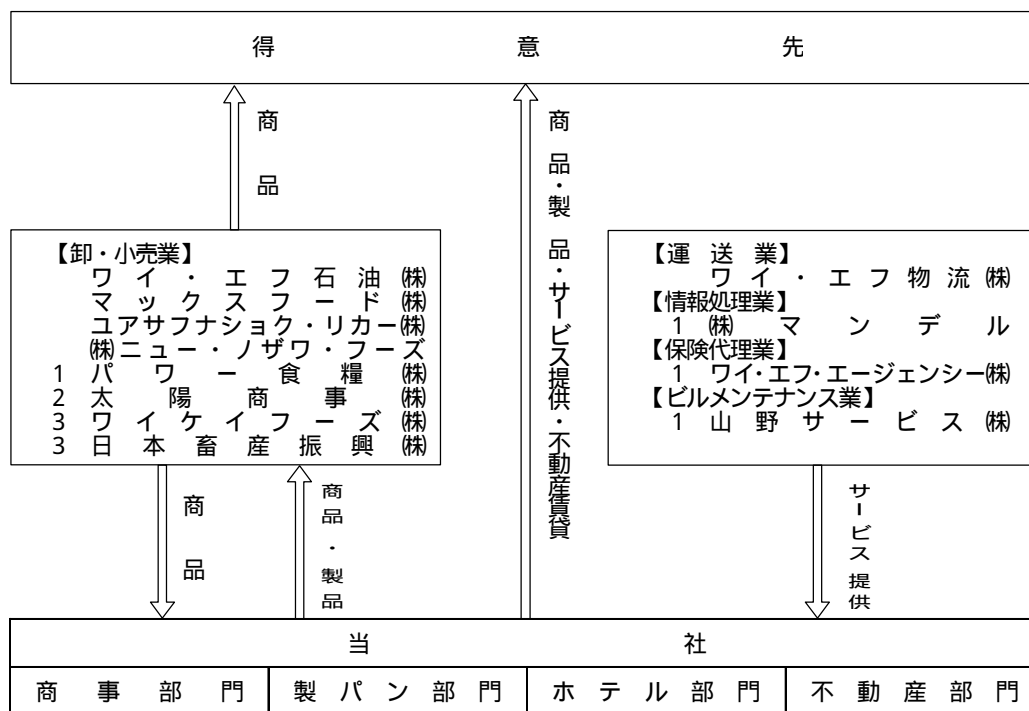 得意先
商品
商品・製品・サービス提供・不動産賃貸
【卸・小売業】
ワイ・エフ石油㈱
マックスフード㈱
ユアサフナショク・リカー㈱
㈱ニュー・ノザワ・フーズ
1 パワー食糧㈱
2 太陽商事㈱
3 ワイケイフーズ㈱
3 日本畜産振興㈱
【運送業】
ワイ・エフ物流㈱
【情報処理業】
1 ㈱マンデル
【保険代理業】
1 ワイ・エフ・エージェンシー㈱
【ビルメンテナンス業】
1 山野サービス㈱
商品
商品・製品
サービス提供
当社
商事部門
製パン部門
ホテル部門
不動産部門